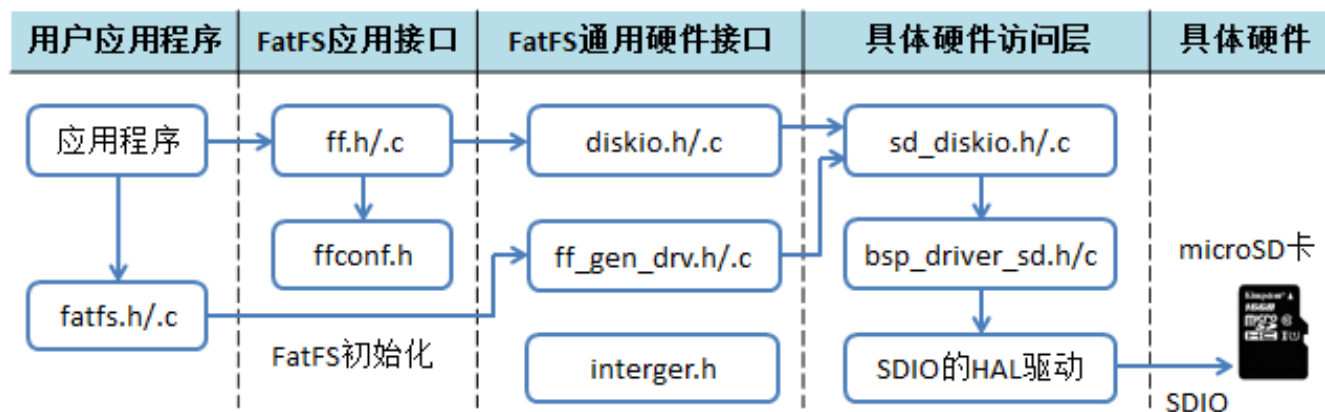 用户应用程序 FatFS应用接口 FatFS通用硬件接口 具体硬件访问层 具体硬件
应用程序 ff.h/.c diskio.h/.c sd_diskio.h/.c
ffconf.h ff_gen_drv.h/.c bsp_driver_sd.h/c microSD卡
fatfs.h/.c
FatFS初始化 interger.h SDIO的HAL驱动
SDIO
Kingston
16GB
micro